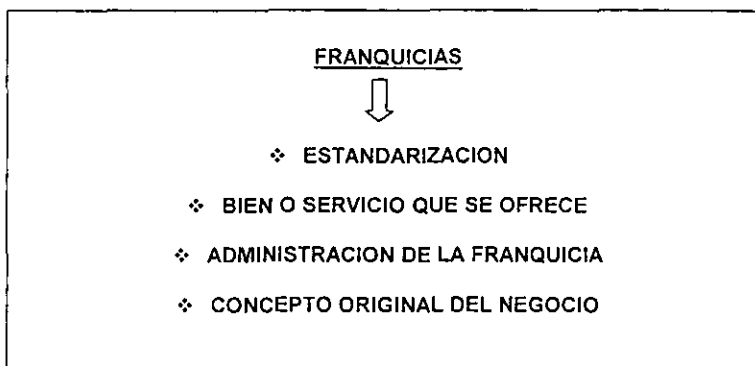 FRANQUICIAS
❖ ESTANDARIZACION
❖ BIEN O SERVICIO QUE SE OFRECE
❖ ADMINISTRACION DE LA FRANQUICIA
❖ CONCEPTO ORIGINAL DEL NEGOCIO